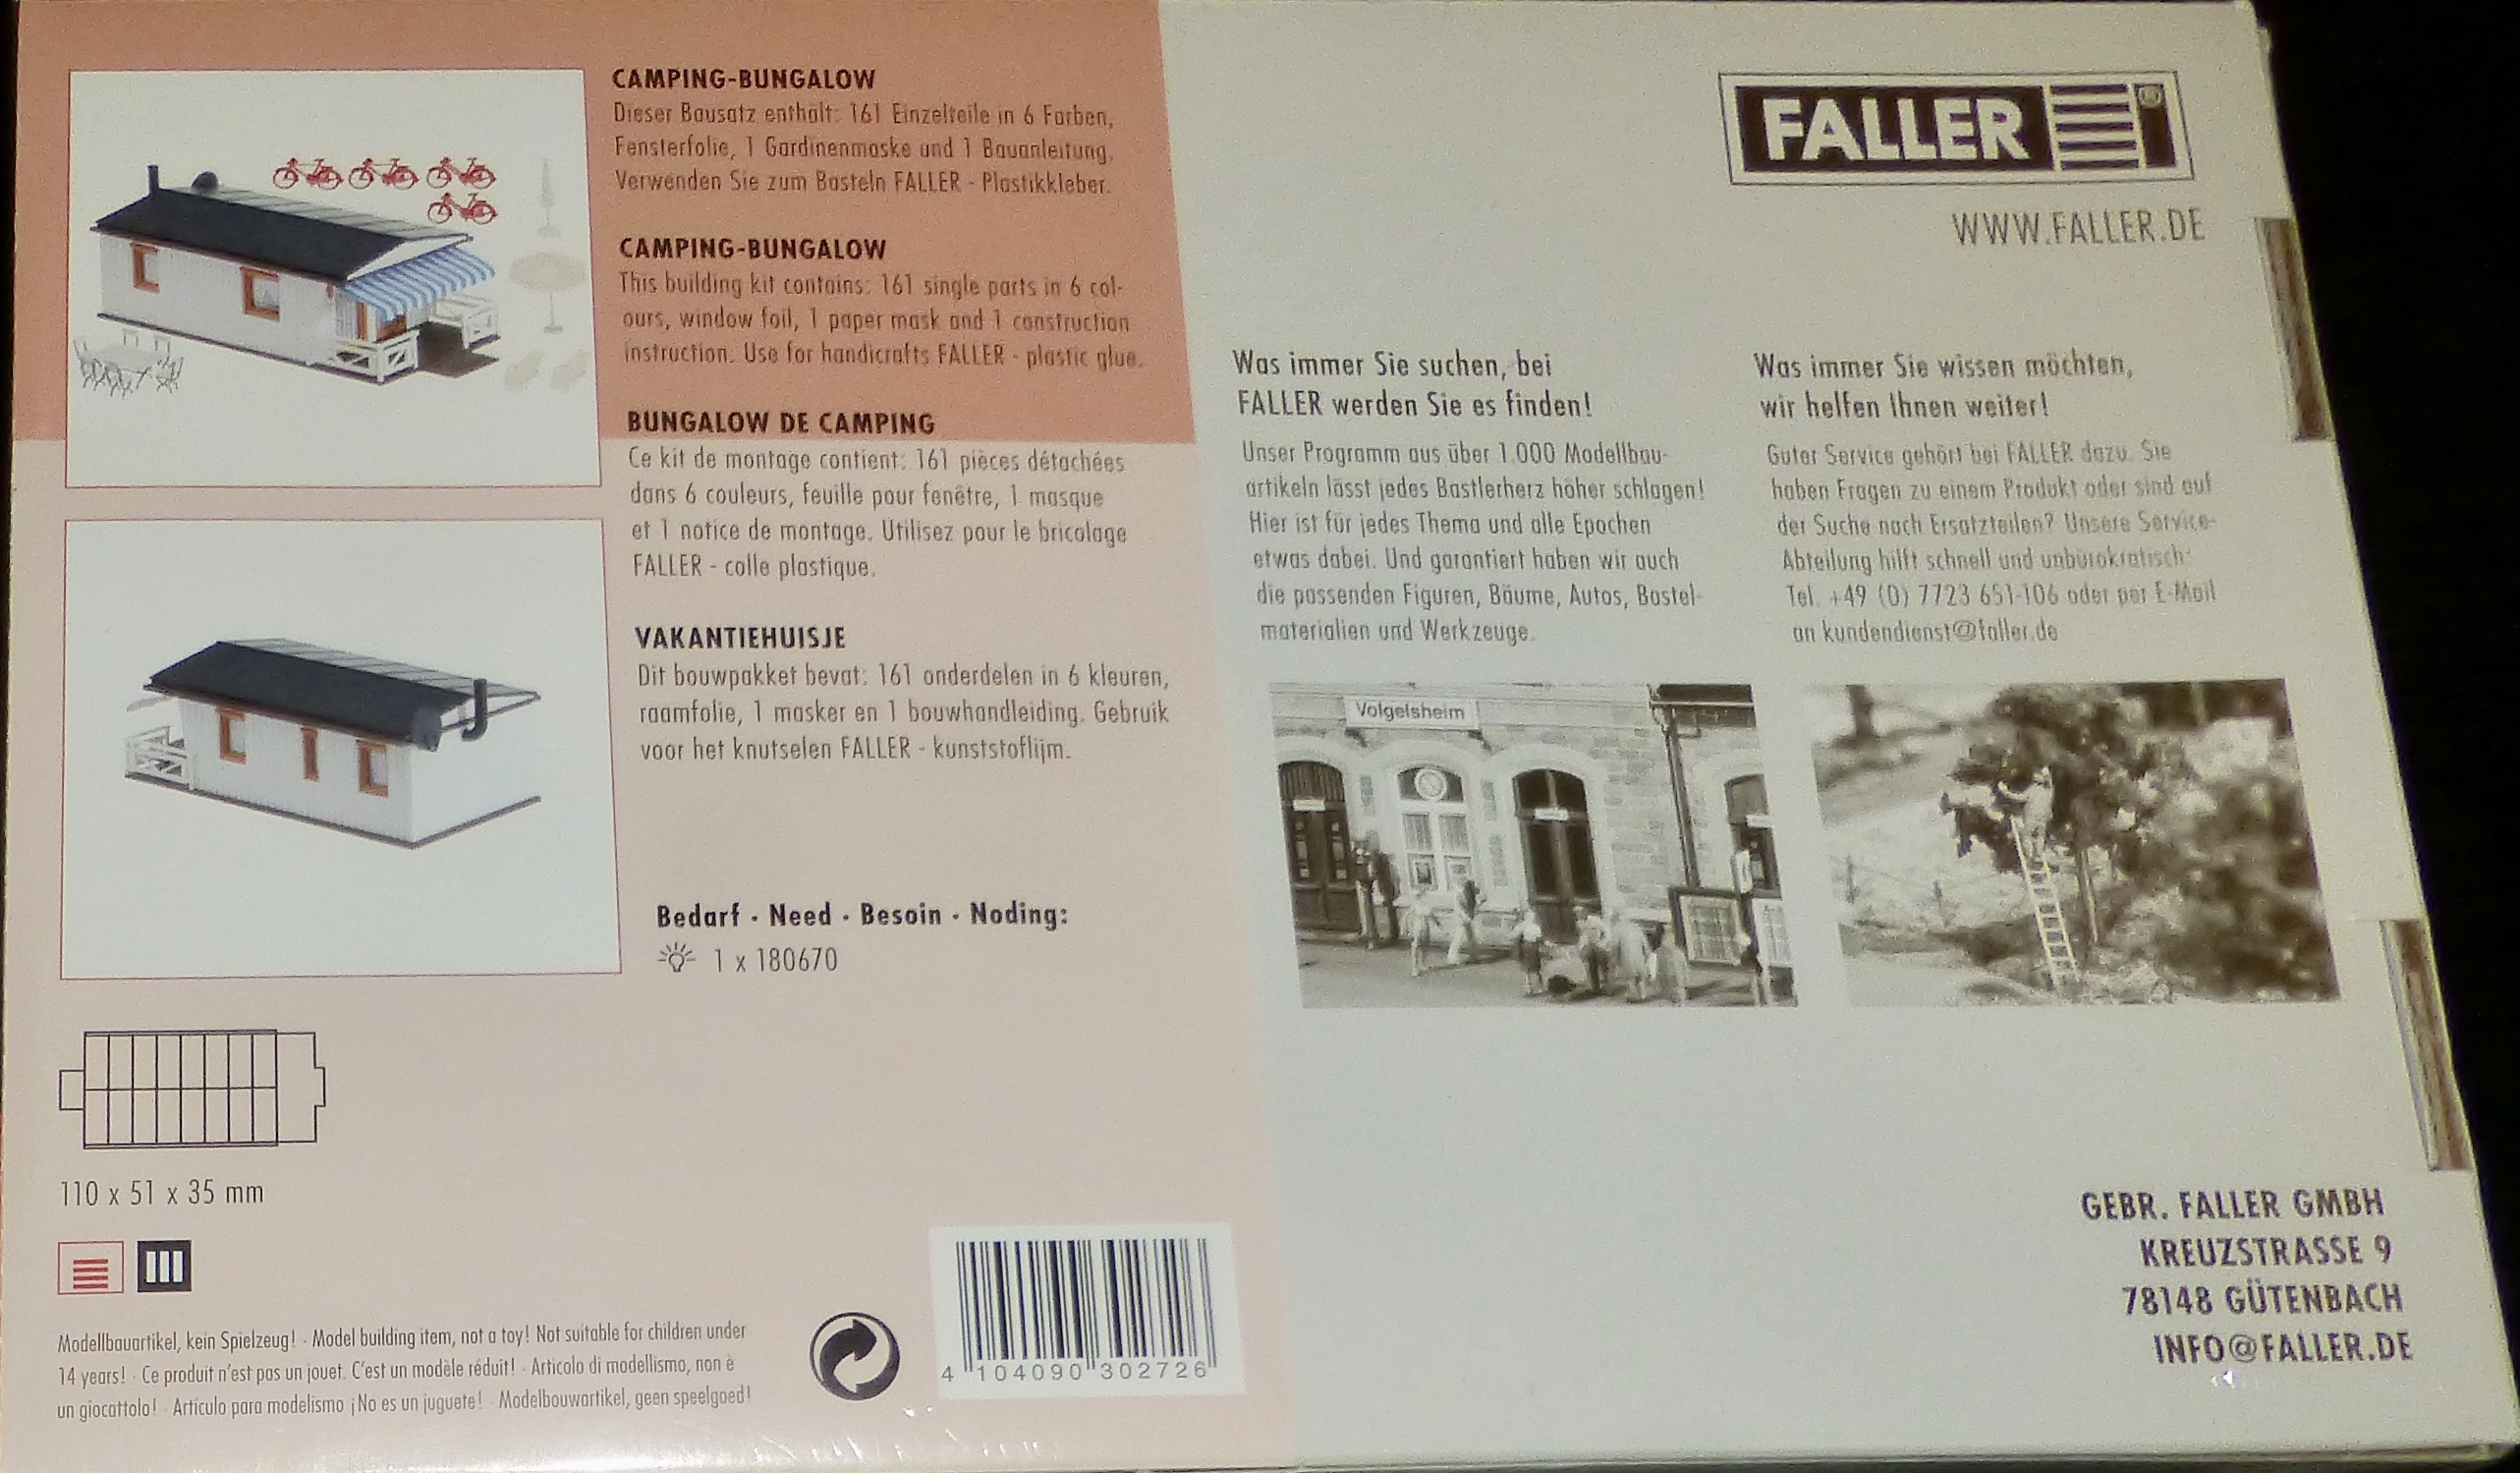 CAMPING-BUNGALOW
Dieser Bausatz enthält: 161 Einzelteile in 6 Farben,
Fensterfolie, 1 Gardinenmaske und 1 Bauanleitung.
Verwenden Sie zum Basteln FALLER - Plastikkleber.
CAMPING-BUNGALOW
This building kit contains: 161 single parts in 6 col-
ours, window foil, 1 paper mask and 1 construction
instruction. Use for handicrafts FALLER - plastic glue.
BUNGALOW DE CAMPING
Ce kit de montage contient: 161 pièces détachées
dans 6 couleurs, feuille pour fenêtre, 1 masque
et 1 notice de montage. Utilisez pour le bricolage
FALLER - colle plastique.
VAKANTIEHUISJE
Dit bouwpakket bevat: 161 onderdelen in 6 kleuren,
raamfolie, 1 masker en 1 bouwhandleiding. Gebruik
voor het knutselen FALLER - kunststoflijm.
Bedarf · Need · Besoin · Noding:
1 x 180670
110 x 51 x 35 mm
Modellbauartikel, kein Spielzeug! · Model building item, not a toy! Not suitable for children under
14 years! · Ce produit n'est pas un jouet. C'est un modèle réduit! · Articolo di modellismo, non è
un giocattolo! · Artículo para modelismo ¡No es un juguete! · Modelbouwartikel, geen speelgoed!
4 104090 302726
FALLER ®
WWW.FALLER.DE
Was immer Sie suchen, bei
FALLER werden Sie es finden!
Unser Programm aus über 1.000 Modellbau-
artikeln lässt jedes Bastlerherz höher schlagen!
Hier ist für jedes Thema und alle Epochen
etwas dabei. Und garantiert haben wir auch
die passenden Figuren, Bäume, Autos, Bastel-
materialien und Werkzeuge.
Was immer Sie wissen möchten,
wir helfen Ihnen weiter!
Guter Service gehört bei FALLER dazu. Sie
haben Fragen zu einem Produkt oder sind auf
der Suche nach Ersatzteilen? Unsere Service-
Abteilung hilft schnell und unbürokratisch:
Tel. +49 (0) 7723 651-106 oder per E-Mail
an kundendienst@faller.de
Volgelsheim
GEBR. FALLER GMBH
KREUZSTRASSE 9
78148 GÜTENBACH
INFO@FALLER.DE